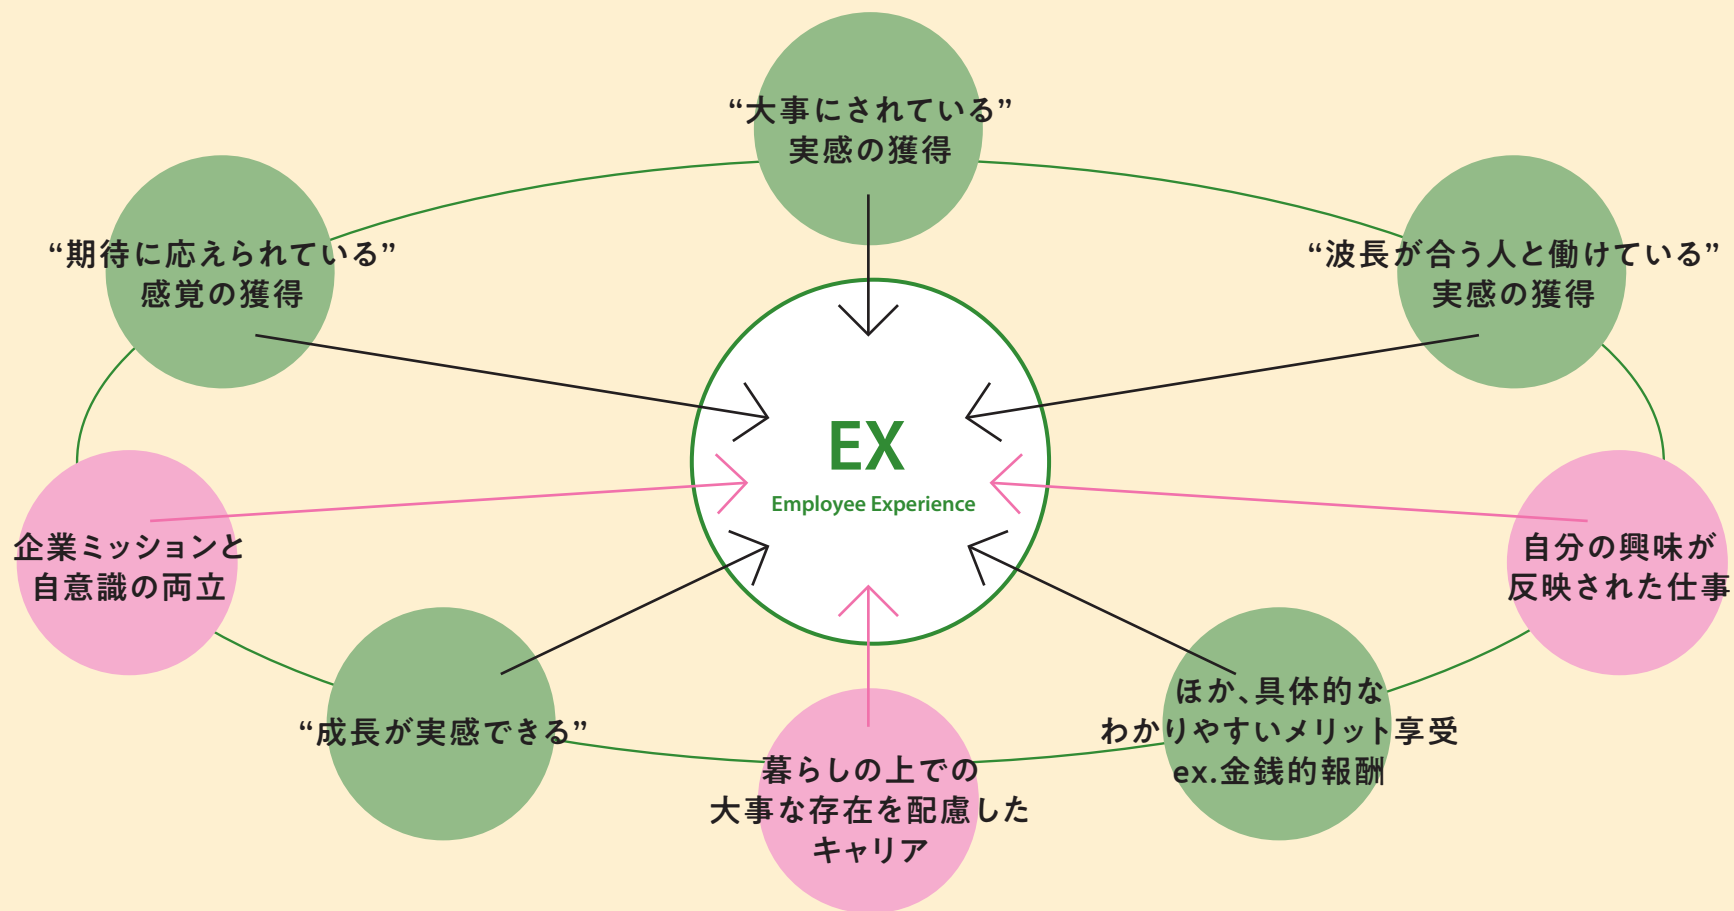 “大事にされている”
実感の獲得
“期待に応えられている”
感覚の獲得
“波長が合う人と働けている”
実感の獲得
EX
Employee Experience
企業ミッションと
自意識の両立
自分の興味が
反映された仕事
“成長が実感できる”
暮らしの上での
大事な存在を配慮した
キャリア
ほか、具体的な
わかりやすいメリット享受
ex.金銭的報酬